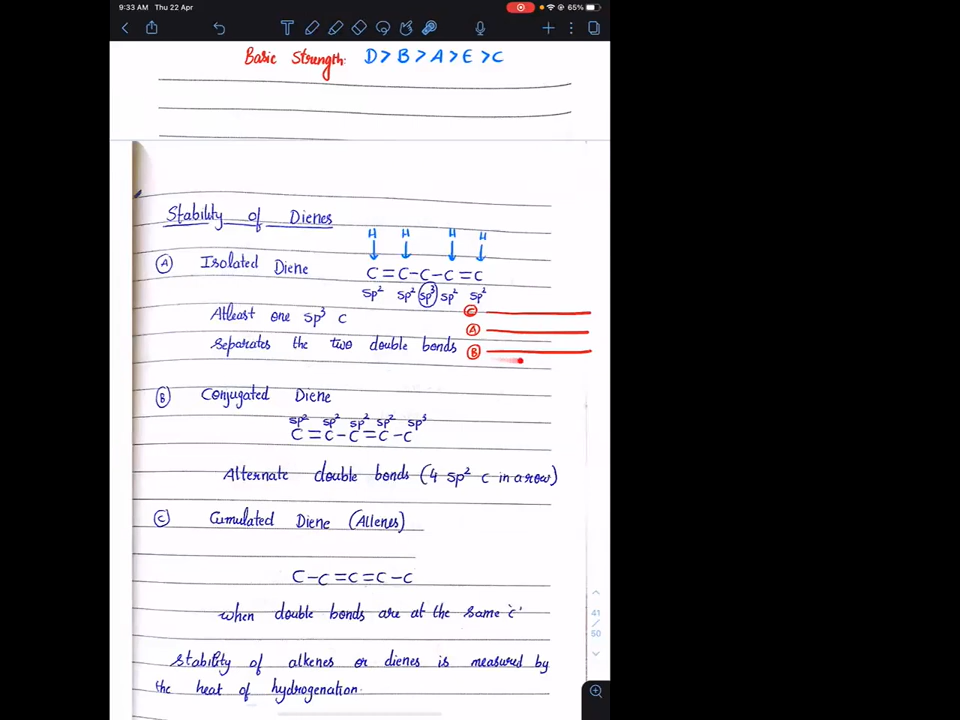 9:33 AM Thu 22 Apr
65%
Basic Strength: D > B > A > E > C
Stability of Dienes
H H H H
(A) Isolated Diene C = C - C - C = C
sp² sp² sp³ sp² sp²
Atleast one sp³ C
separates the two double bonds
(C)
(A)
(B)
(B) Conjugated Diene
sp² sp² sp² sp² sp³
C = C - C = C - C
Alternate double bonds (4 sp² c in a row)
(C) Cumulated Diene (Allenes)
C - C = C = C - C
when double bonds are at the same 'c'
stability of alkenes or dienes is measured by
the heat of hydrogenation.
41
/
50